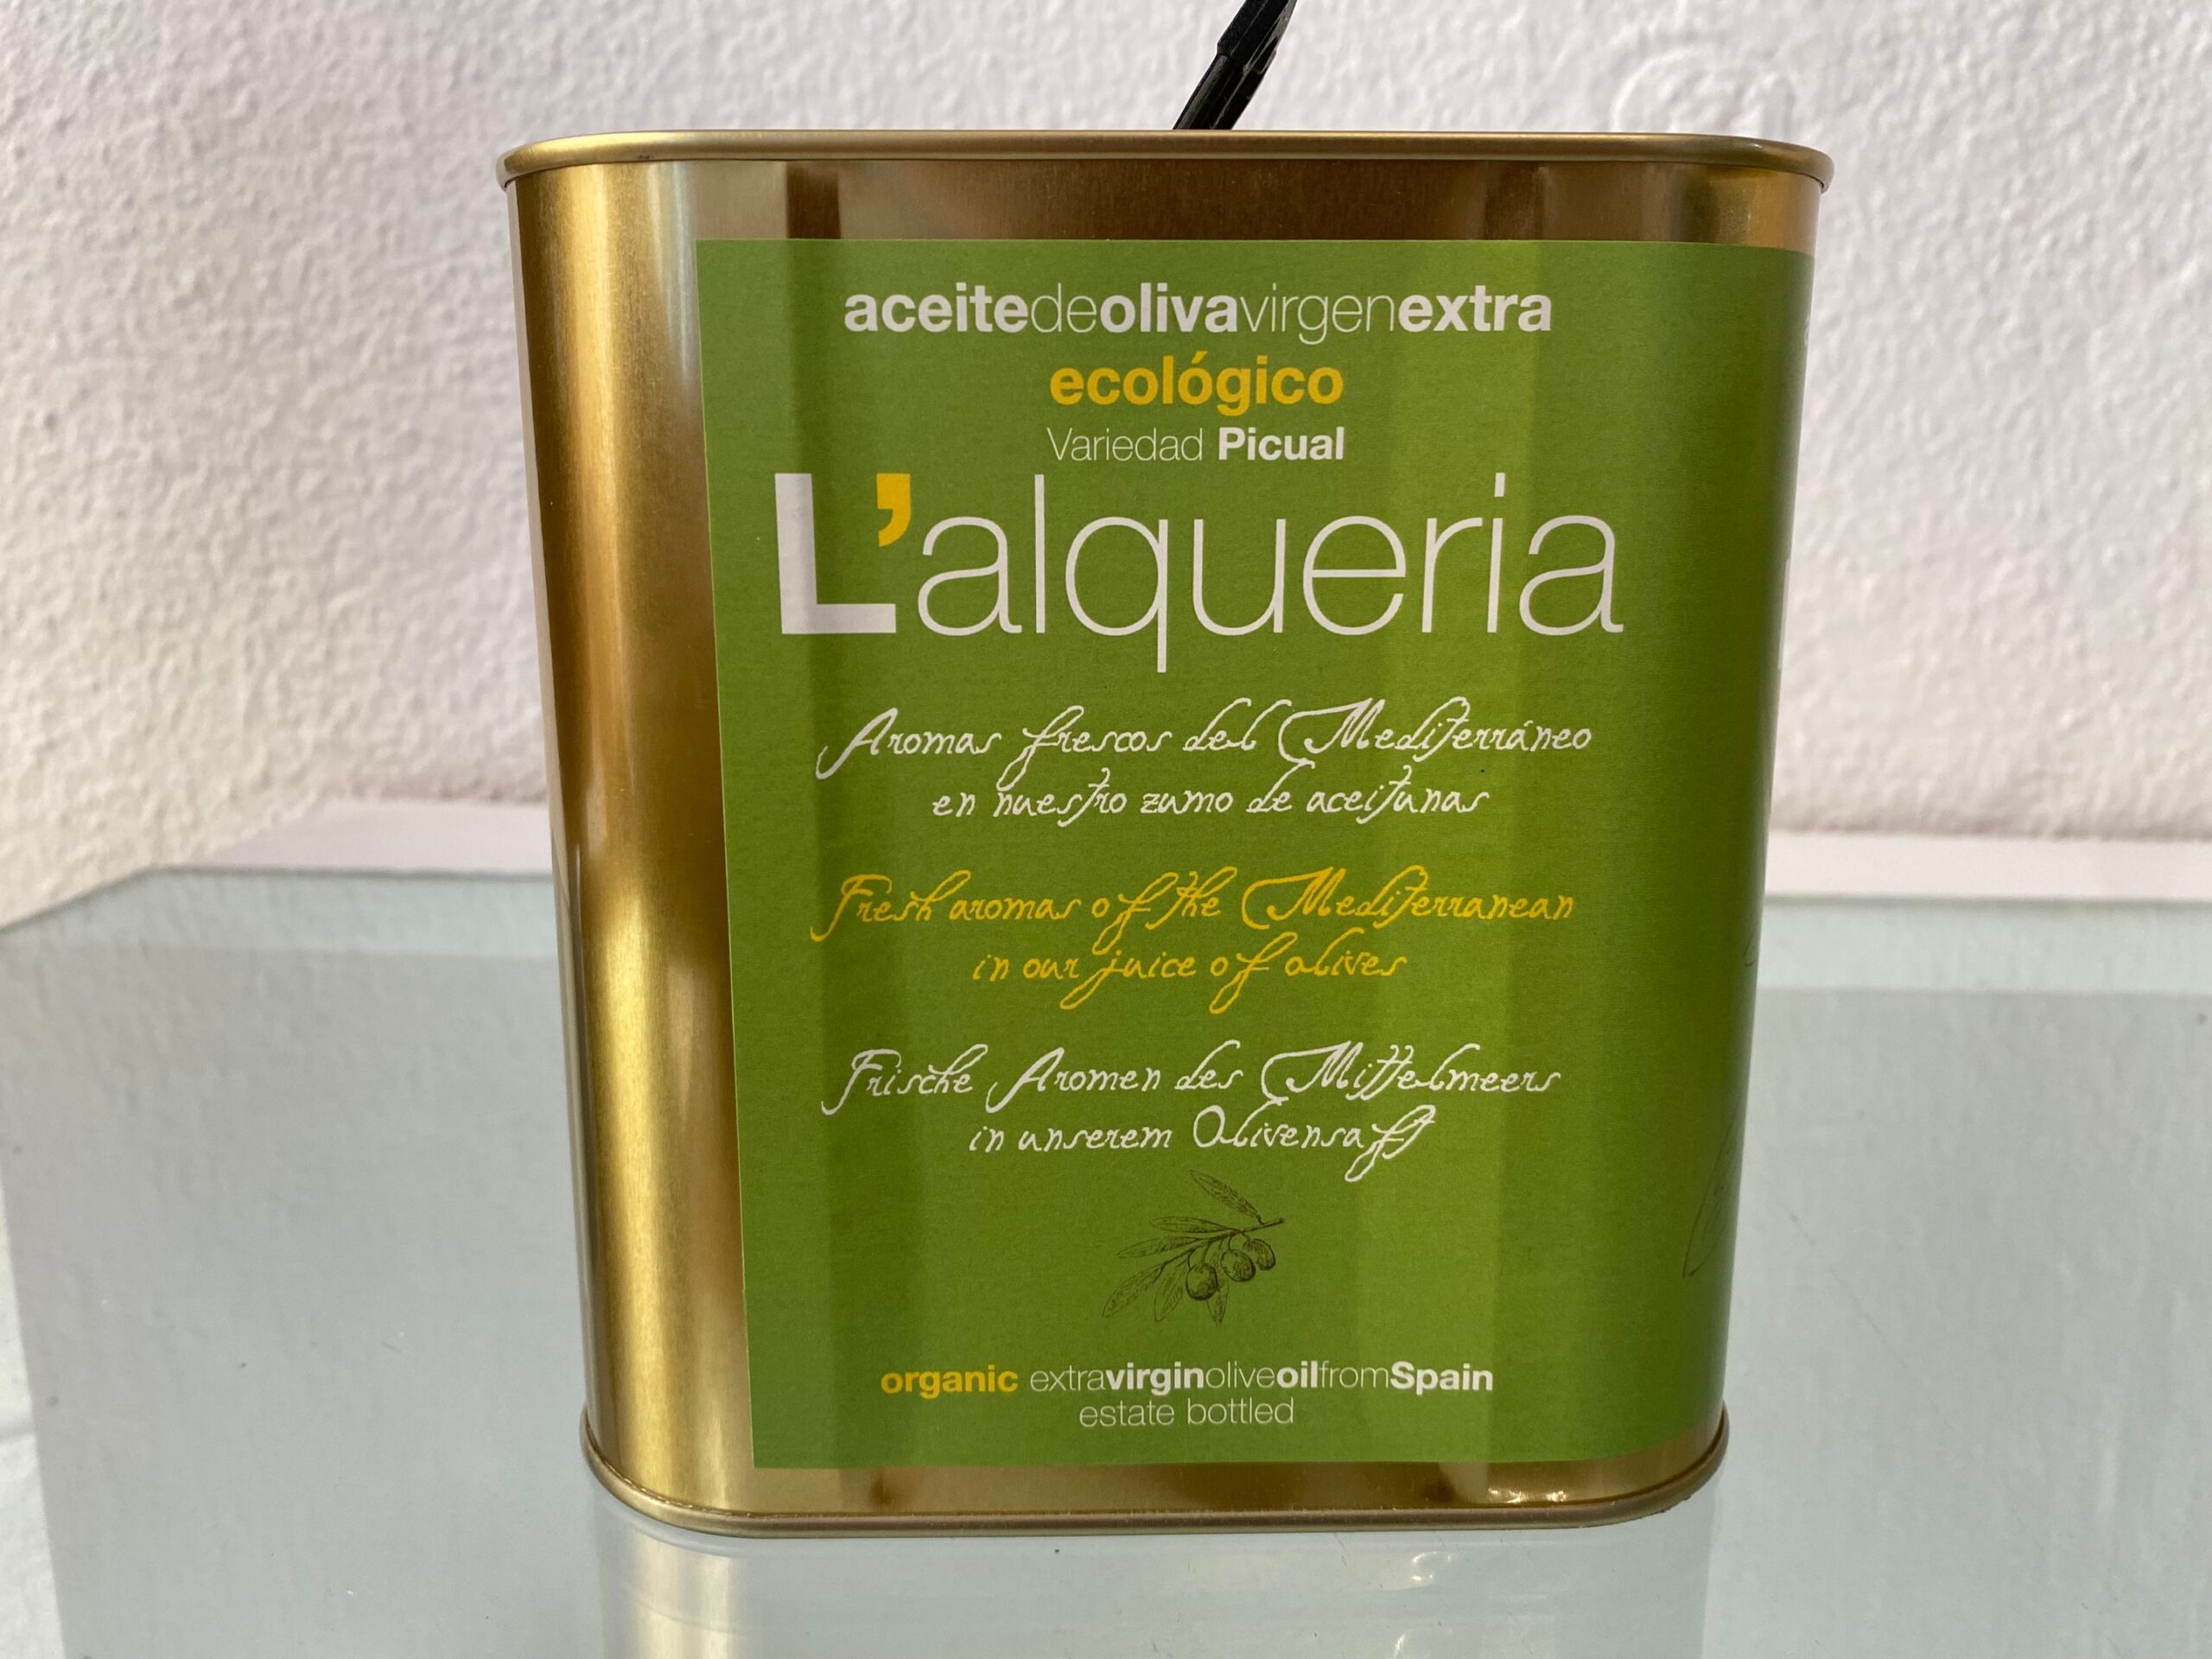 aceitedeolivavirgenextra
ecológico
Variedad Picual
L'alqueria
Aromas frescos del Mediterráneo
en nuestro zumo de aceitunas
Fresh aromas of the Mediterranean
in our juice of olives
Frische Aromen des Mittelmeers
in unserem Olivensaft
organic extravirginoliveoilfromSpain
estate bottled